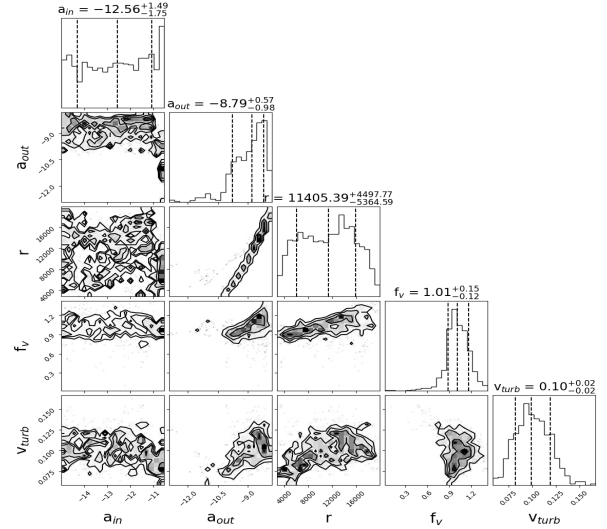 a_in = −12.56 +1.49 −1.75
a_out = −8.79 +0.57 −0.98
r = 11405.39 +4497.77 −5364.59
f_v = 1.01 +0.15 −0.12
v_turb = 0.10 +0.02 −0.02
a_out
−9.0
−10.5
−12.0
r
16000
12000
8000
4000
f_v
1.2
0.9
0.6
0.3
v_turb
0.150
0.125
0.100
0.075
−14 −13 −12 −11
−12.0 −10.5 −9.0
4000 8000 12000 16000
0.3 0.6 0.9 1.2
0.075 0.100 0.125 0.150
a_in a_out r f_v v_turb